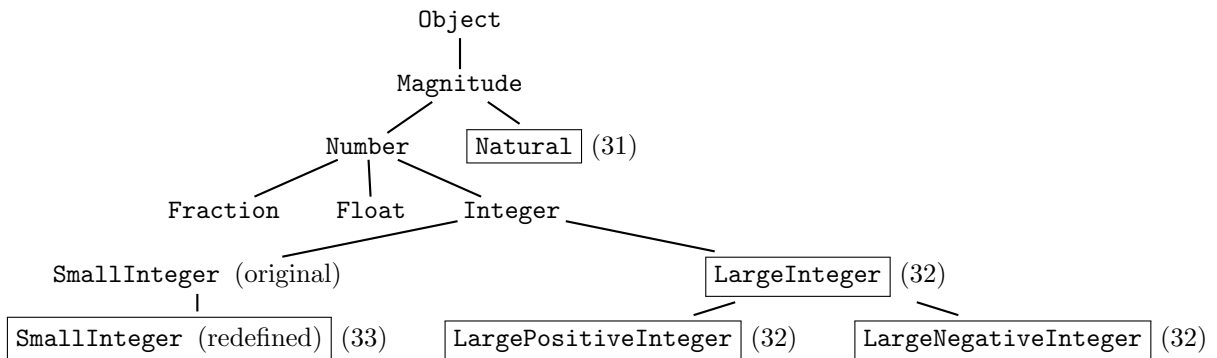 Object
Magnitude
Number Natural (31)
Fraction Float Integer
SmallInteger (original) LargeInteger (32)
SmallInteger (redefined) (33) LargePositiveInteger (32) LargeNegativeInteger (32)